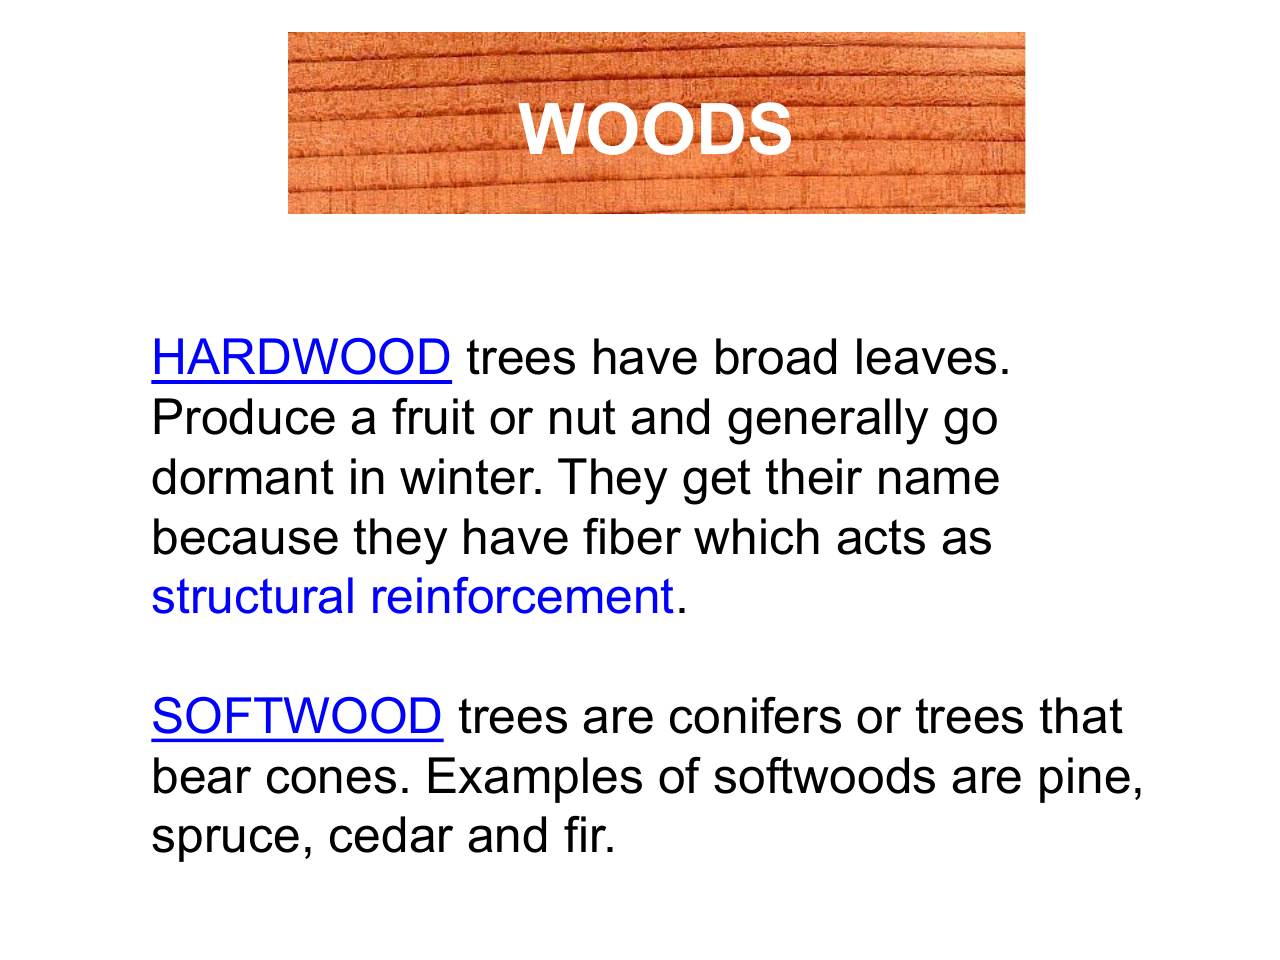 WOODS
HARDWOOD trees have broad leaves.
Produce a fruit or nut and generally go
dormant in winter. They get their name
because they have fiber which acts as
structural reinforcement.
SOFTWOOD trees are conifers or trees that
bear cones. Examples of softwoods are pine,
spruce, cedar and fir.